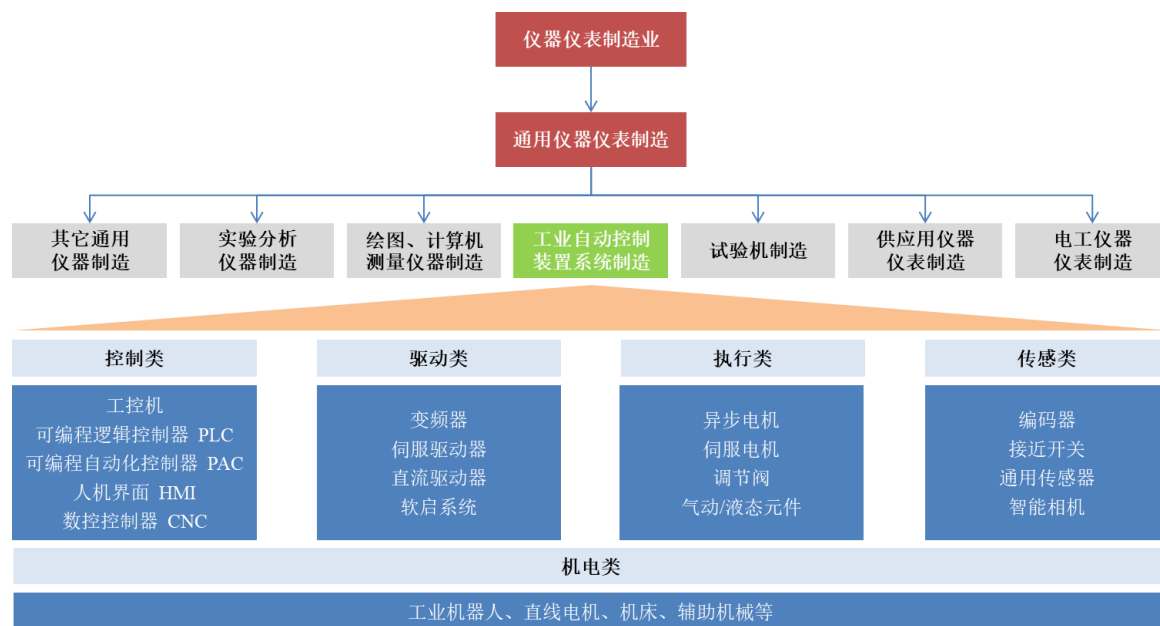 仪器仪表制造业
通用仪器仪表制造
其它通用
仪器制造
实验分析
仪器制造
绘图、计算机
测量仪器制造
工业自动控制
装置系统制造
试验机制造
供应用仪器
仪表制造
电工仪器
仪表制造
控制类
工控机
可编程逻辑控制器 PLC
可编程自动化控制器 PAC
人机界面 HMI
数控控制器 CNC
驱动类
变频器
伺服驱动器
直流驱动器
软启系统
执行类
异步电机
伺服电机
调节阀
气动/液态元件
传感类
编码器
接近开关
通用传感器
智能相机
机电类
工业机器人、直线电机、机床、辅助机械等